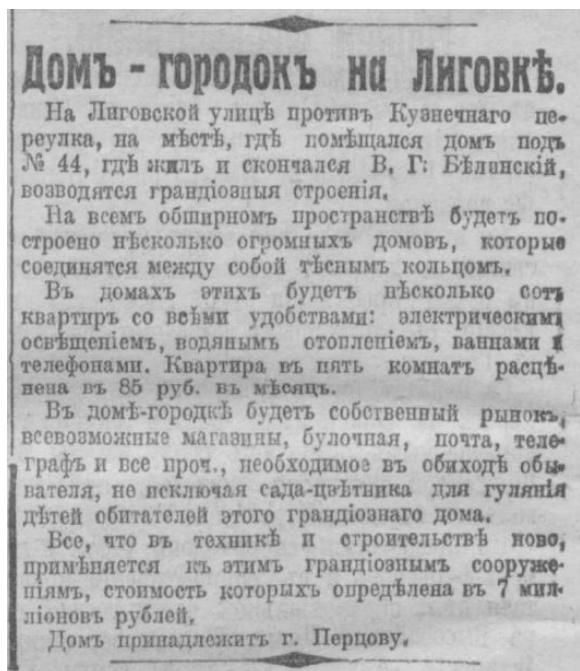 Домъ - городокъ на Лиговкѣ.
На Лиговской улицѣ противъ Кузнечнаго пе-
реулка, на мѣстѣ, гдѣ помѣщался домъ подъ
№ 44, гдѣ жилъ и скончался В. Г. Бѣлинскій,
возводятся грандіозныя строенія.
На всемъ обширномъ пространствѣ будетъ по-
строено нѣсколько огромныхъ домовъ, которые
соединятся между собой тѣснымъ кольцомъ.
Въ домахъ этихъ будетъ нѣсколько сотъ
квартиръ со всѣми удобствами: электрическимъ
освѣщеніемъ, водянымъ отопленіемъ, ваннами и
телефонами. Квартира въ пять комнатъ расцѣ-
нена въ 85 руб. въ мѣсяцъ.
Въ домѣ-городкѣ будетъ собственный рынокъ,
всевозможные магазины, булочная, почта, теле-
графъ и все проч., необходимое въ обиходѣ обы-
вателя, не исключая сада-цвѣтника для гулянія
дѣтей обитателей этого грандіознаго дома.
Все, что въ техникѣ и строительствѣ ново,
примѣняется къ этимъ грандіознымъ сооруже-
ніямъ, стоимость которыхъ опредѣлена въ 7 мил-
ліоновъ рублей.
Домъ принадлежитъ г. Перцову.